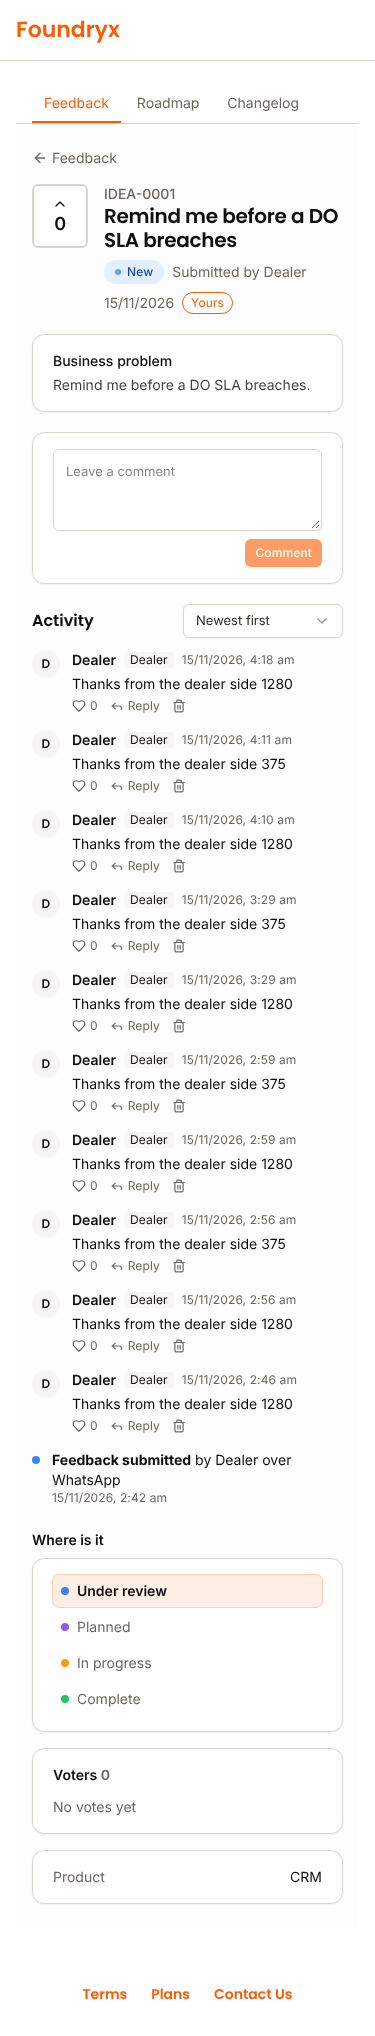 Foundryx
Feedback Roadmap Changelog
Feedback
IDEA-0001
0
Remind me before a DO
SLA breaches
New Submitted by Dealer
15/11/2026 Yours
Business problem
Remind me before a DO SLA breaches.
Leave a comment
Comment
Activity Newest first
D Dealer Dealer 15/11/2026, 4:18 am
Thanks from the dealer side 1280
0 Reply
D Dealer Dealer 15/11/2026, 4:11 am
Thanks from the dealer side 375
0 Reply
D Dealer Dealer 15/11/2026, 4:10 am
Thanks from the dealer side 1280
0 Reply
D Dealer Dealer 15/11/2026, 3:29 am
Thanks from the dealer side 375
0 Reply
D Dealer Dealer 15/11/2026, 3:29 am
Thanks from the dealer side 1280
0 Reply
D Dealer Dealer 15/11/2026, 2:59 am
Thanks from the dealer side 375
0 Reply
D Dealer Dealer 15/11/2026, 2:59 am
Thanks from the dealer side 1280
0 Reply
D Dealer Dealer 15/11/2026, 2:56 am
Thanks from the dealer side 375
0 Reply
D Dealer Dealer 15/11/2026, 2:56 am
Thanks from the dealer side 1280
0 Reply
D Dealer Dealer 15/11/2026, 2:46 am
Thanks from the dealer side 1280
0 Reply
Feedback submitted by Dealer over
WhatsApp
15/11/2026, 2:42 am
Where is it
Under review
Planned
In progress
Complete
Voters 0
No votes yet
Product CRM
Terms Plans Contact Us